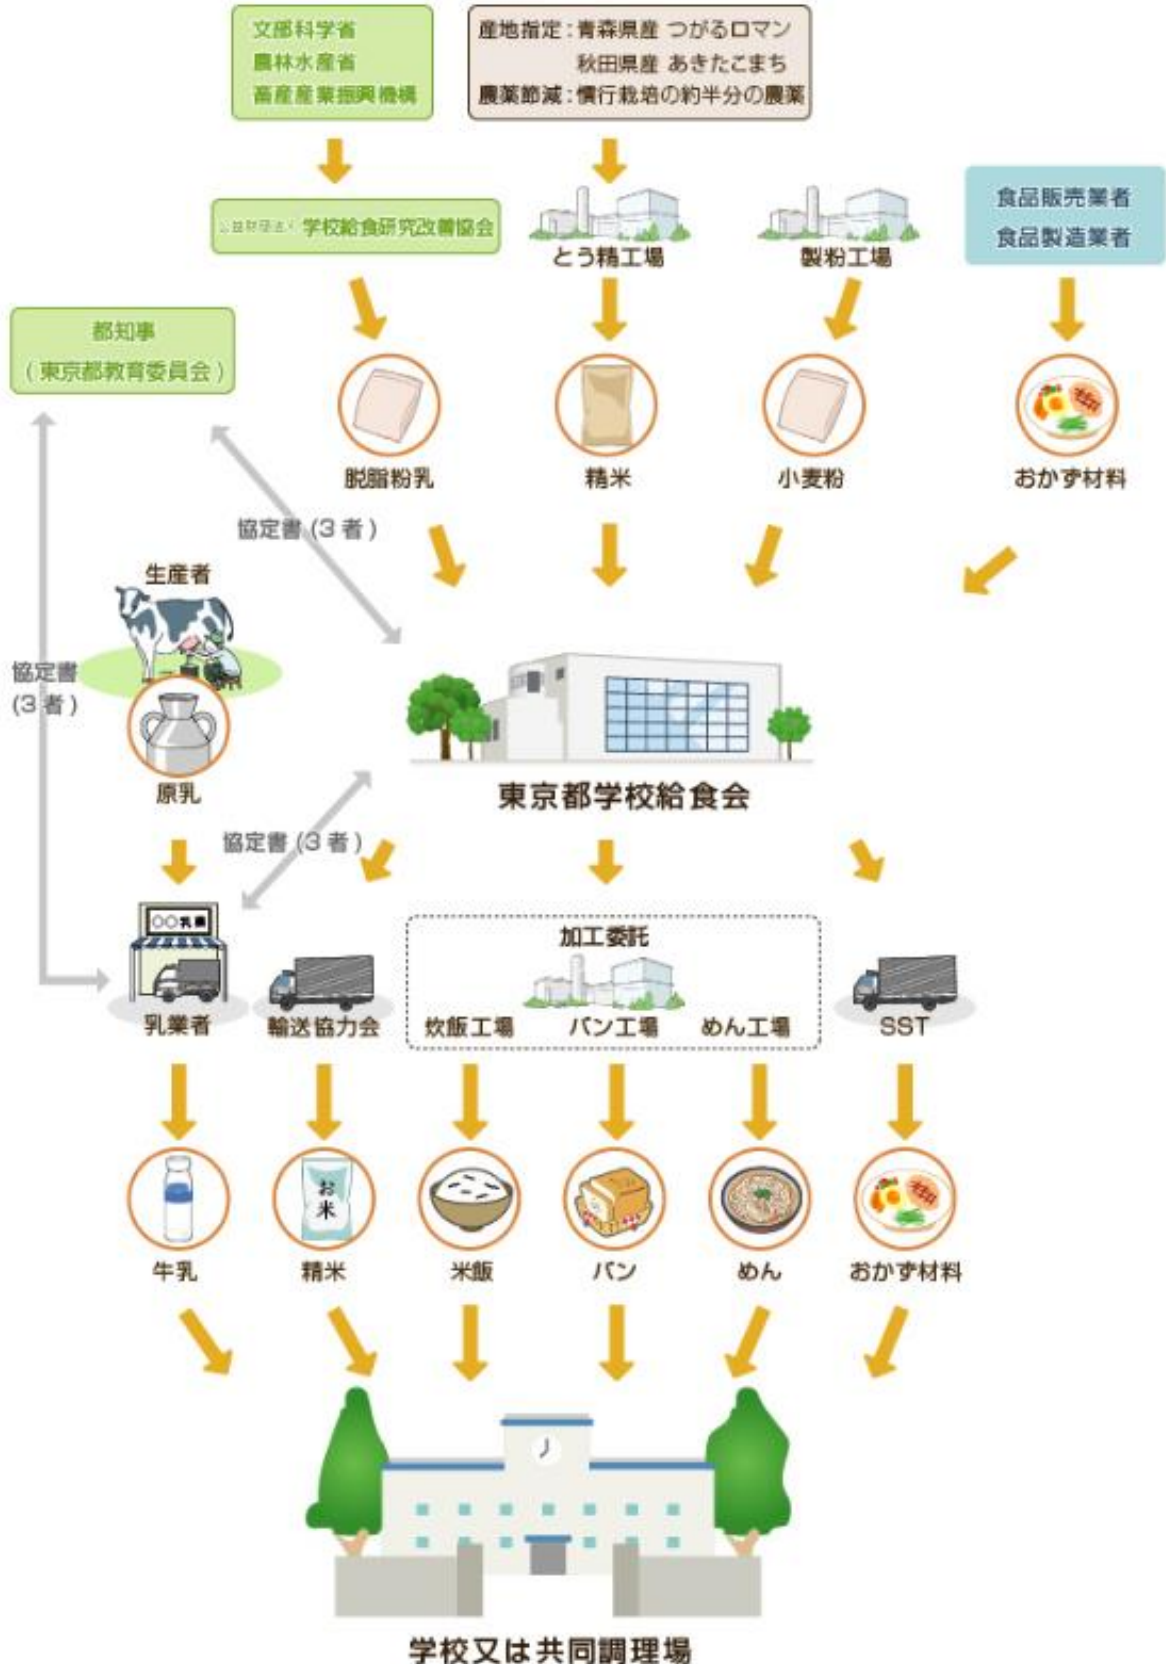 文部科学省
農林水産省
畜産産業振興機構
産地指定：青森県産 つがるロマン
秋田県産 あきたこまち
農薬節減：慣行栽培の約半分の農薬
公益財団法人 学校給食研究改善協会
とう精工場
製粉工場
食品販売業者
食品製造業者
都知事
(東京都教育委員会)
脱脂粉乳
精米
小麦粉
おかず材料
協定書 (3 者)
生産者
協定書
(3 者)
原乳
東京都学校給食会
協定書 (3 者)
〇〇乳業
加工委託
乳業者
輸送協力会
炊飯工場
パン工場
めん工場
SST
お米
牛乳
精米
米飯
パン
めん
おかず材料
学校又は共同調理場